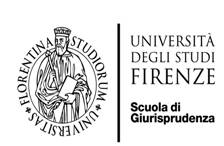 FLORENTINA STUDIORUM UNIVERSITAS
UNIVERSITÀ
DEGLI STUDI
FIRENZE
Scuola di
Giurisprudenza